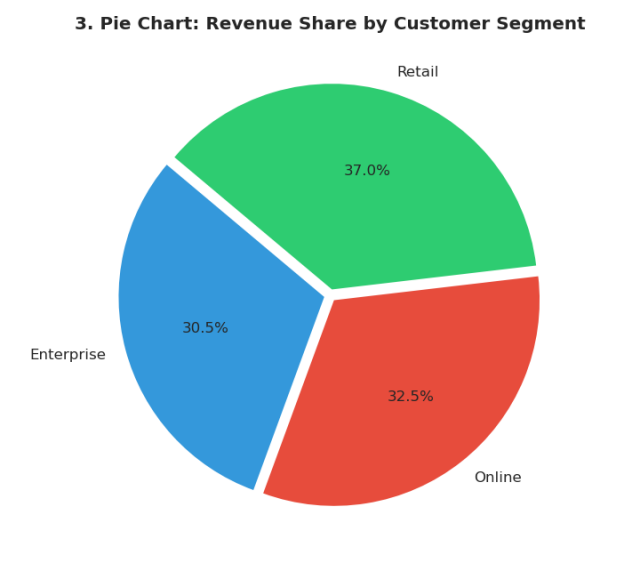 3. Pie Chart: Revenue Share by Customer Segment
Retail
37.0%
30.5%
Enterprise
32.5%
Online